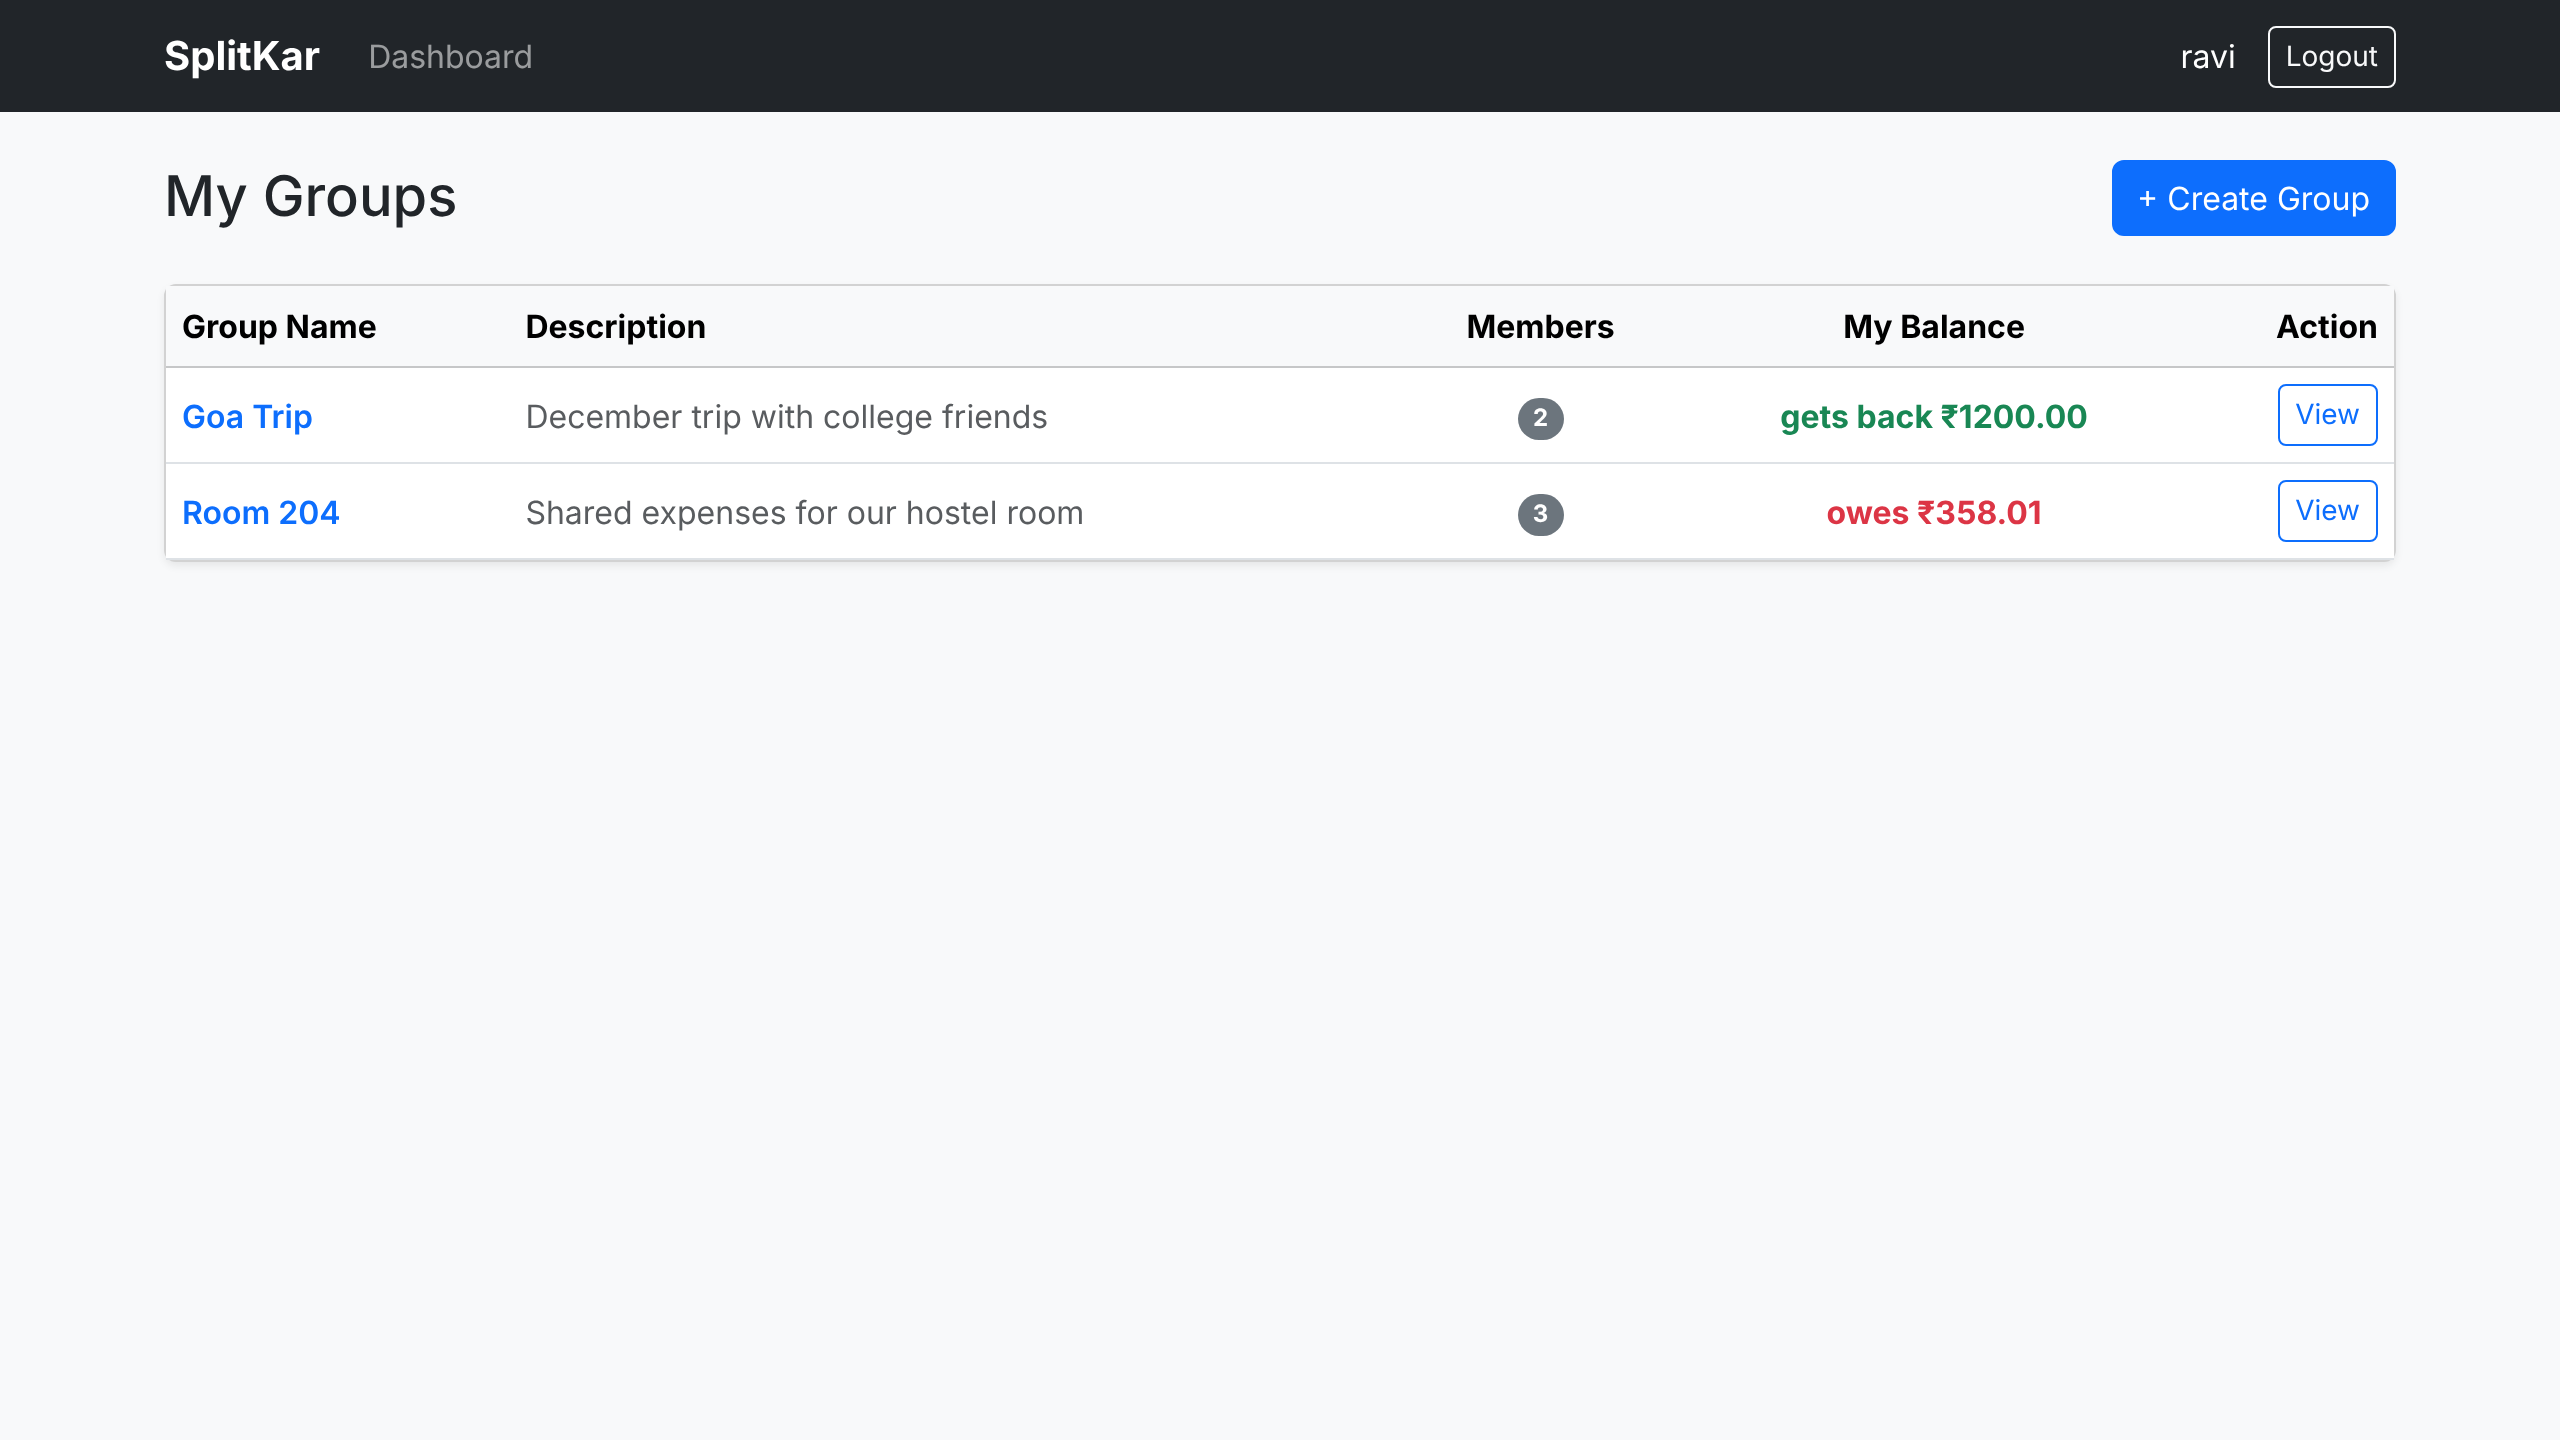 SplitKar Dashboard ravi Logout
My Groups + Create Group
Group Name Description Members My Balance Action
Goa Trip December trip with college friends 2 gets back ₹1200.00 View
Room 204 Shared expenses for our hostel room 3 owes ₹358.01 View